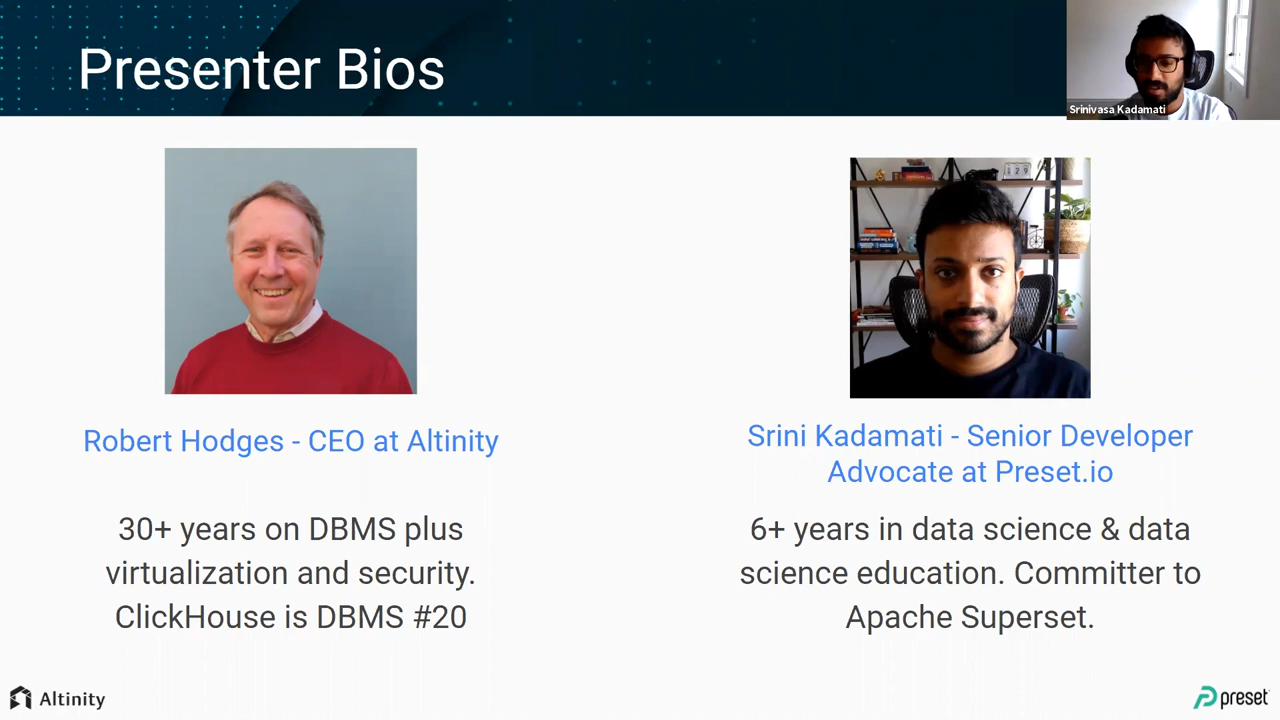 Presenter Bios
Srinivasa Kadamati
Robert Hodges - CEO at Altinity
30+ years on DBMS plus
virtualization and security.
ClickHouse is DBMS #20
Srini Kadamati - Senior Developer
Advocate at Preset.io
6+ years in data science & data
science education. Committer to
Apache Superset.
Altinity
preset